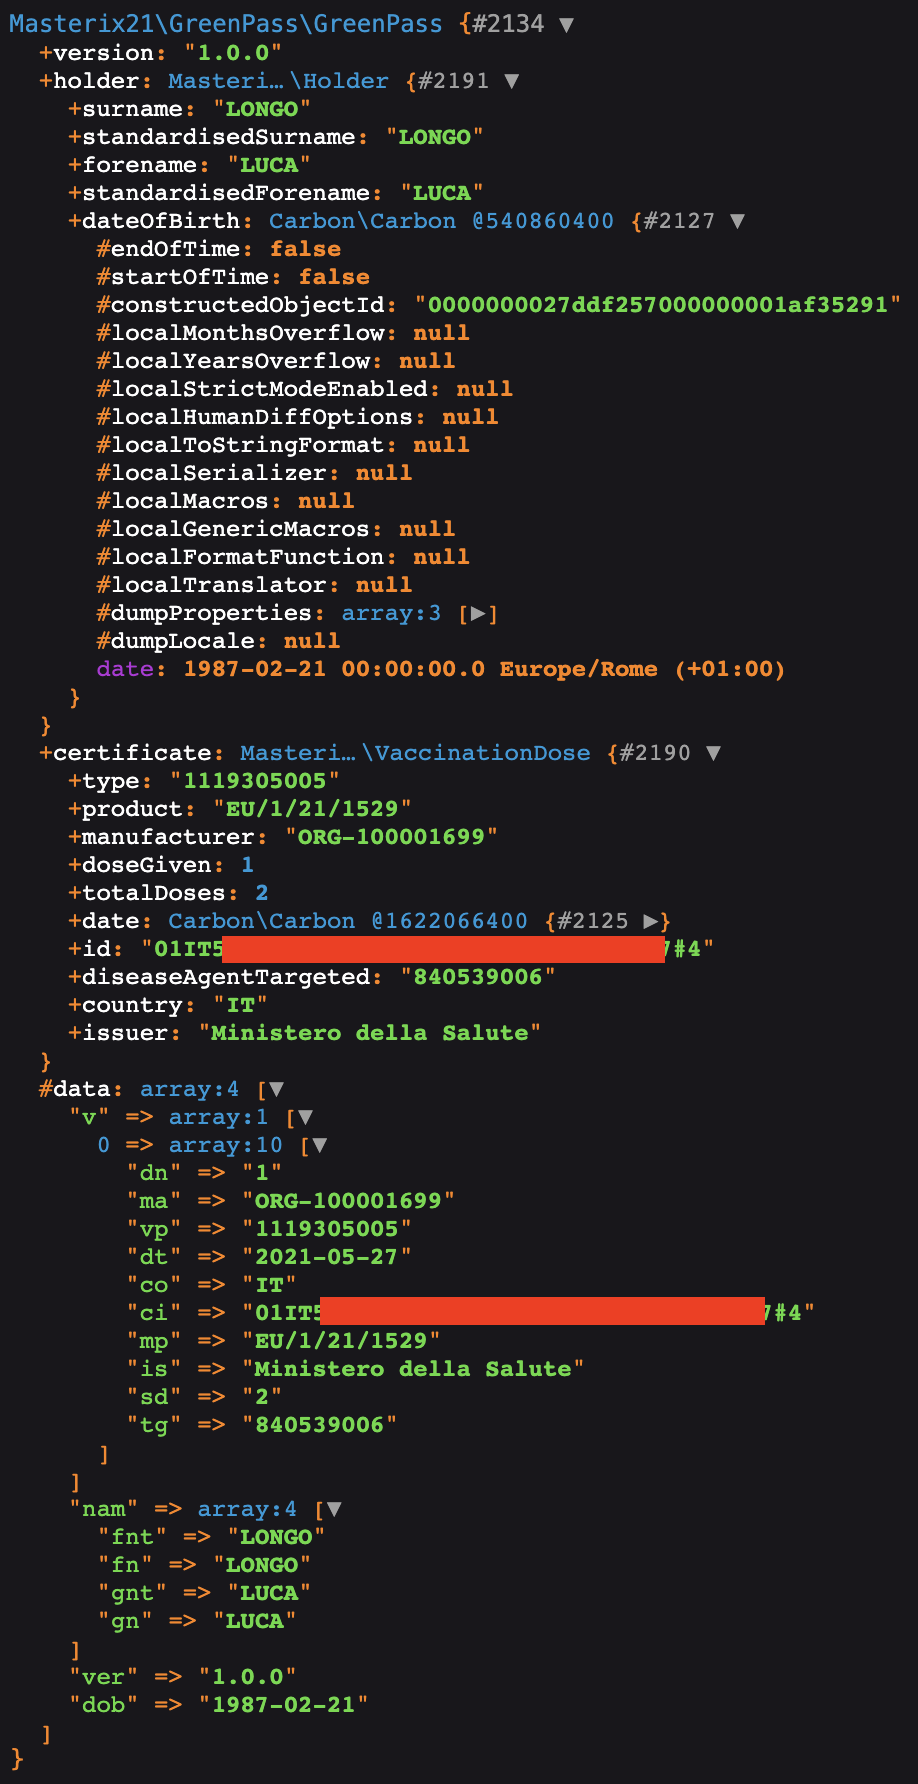 Masterix21\GreenPass\GreenPass {#2134 ▼
+version: "1.0.0"
+holder: Masteri…\Holder {#2191 ▼
+surname: "LONGO"
+standardisedSurname: "LONGO"
+forename: "LUCA"
+standardisedForename: "LUCA"
+dateOfBirth: Carbon\Carbon @540860400 {#2127 ▼
#endOfTime: false
#startOfTime: false
#constructedObjectId: "0000000027ddf257000000001af35291"
#localMonthsOverflow: null
#localYearsOverflow: null
#localStrictModeEnabled: null
#localHumanDiffOptions: null
#localToStringFormat: null
#localSerializer: null
#localMacros: null
#localGenericMacros: null
#localFormatFunction: null
#localTranslator: null
#dumpProperties: array:3 [▶]
#dumpLocale: null
date: 1987-02-21 00:00:00.0 Europe/Rome (+01:00)
}
}
+certificate: Masteri…\VaccinationDose {#2190 ▼
+type: "1119305005"
+product: "EU/1/21/1529"
+manufacturer: "ORG-100001699"
+doseGiven: 1
+totalDoses: 2
+date: Carbon\Carbon @1622066400 {#2125 ▶}
+id: "01IT5 7#4"
+diseaseAgentTargeted: "840539006"
+country: "IT"
+issuer: "Ministero della Salute"
}
#data: array:4 [▼
"v" => array:1 [▼
0 => array:10 [▼
"dn" => "1"
"ma" => "ORG-100001699"
"vp" => "1119305005"
"dt" => "2021-05-27"
"co" => "IT"
"ci" => "01IT5 7#4"
"mp" => "EU/1/21/1529"
"is" => "Ministero della Salute"
"sd" => "2"
"tg" => "840539006"
]
]
"nam" => array:4 [▼
"fnt" => "LONGO"
"fn" => "LONGO"
"gnt" => "LUCA"
"gn" => "LUCA"
]
"ver" => "1.0.0"
"dob" => "1987-02-21"
]
}